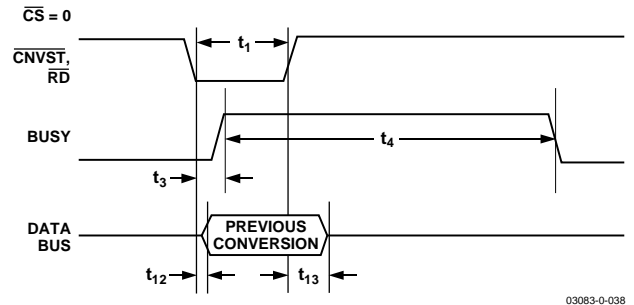 CS = 0
CNVST,
RD
t1
BUSY
t4
t3
DATA
BUS
PREVIOUS
CONVERSION
t12
t13
03083-0-038